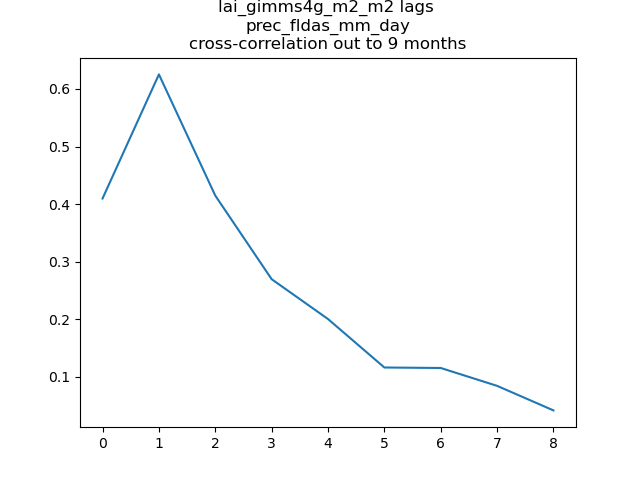 lai_gimms4g_m2_m2 lags
prec_fldas_mm_day
cross-correlation out to 9 months
0.6
0.5
0.4
0.3
0.2
0.1
0 1 2 3 4 5 6 7 8